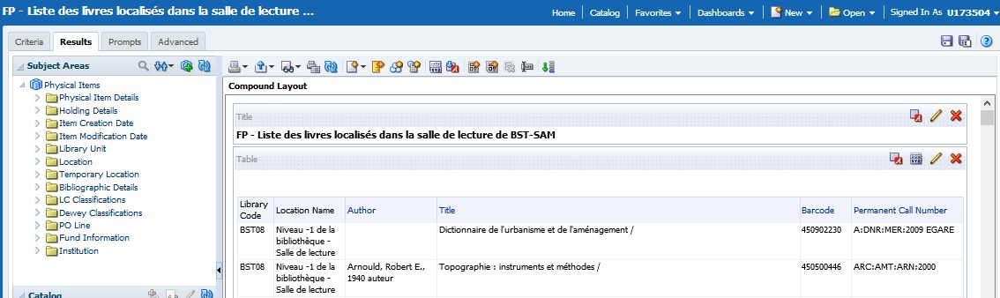 FP - Liste des livres localisés dans la salle de lecture ...
Home Catalog Favorites Dashboards New Open Signed In As U173504
Criteria Results Prompts Advanced
Subject Areas
Physical Items
Physical Item Details
Holding Details
Item Creation Date
Item Modification Date
Library Unit
Location
Temporary Location
Bibliographic Details
LC Classifications
Dewey Classifications
PO Line
Fund Information
Institution
Catalog
Compound Layout
Title
FP - Liste des livres localisés dans la salle de lecture de BST-SAM
Table
Library Code Location Name Author Title Barcode Permanent Call Number
BST08 Niveau -1 de la Dictionnaire de l'urbanisme et de l'aménagement / 450902230 A:DNR:MER:2009 EGARE
bibliothèque -
Salle de lecture
BST08 Niveau -1 de la Arnould, Robert E., Topographie : instruments et méthodes / 450500446 ARC:AMT:ARN:2000
bibliothèque - 1940 auteur
Salle de lecture